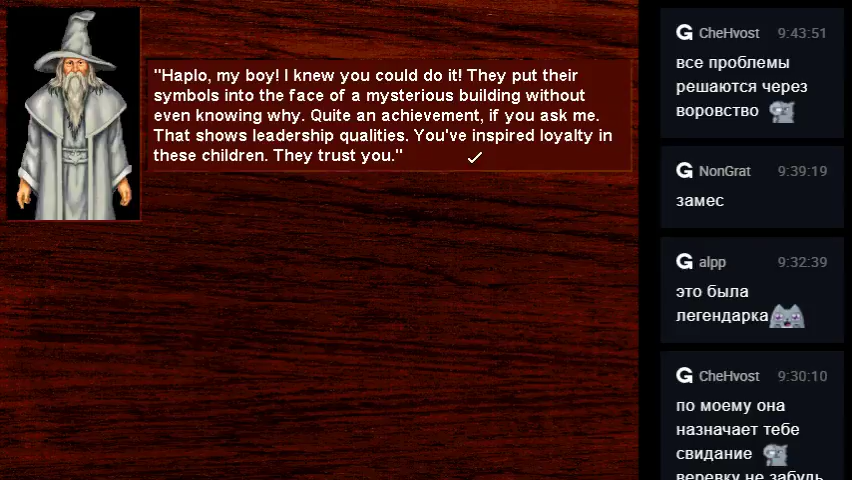 "Haplo, my boy! I knew you could do it! They put their
symbols into the face of a mysterious building without
even knowing why. Quite an achievement, if you ask me.
That shows leadership qualities. You've inspired loyalty in
these children. They trust you."
G CheHvost 9:43:51
все проблемы
решаются через
воровство
G NonGrat 9:39:19
замес
G alpp 9:32:39
это была
легендарка
G CheHvost 9:30:10
по моему она
назначает тебе
свидание
веревку не забудь